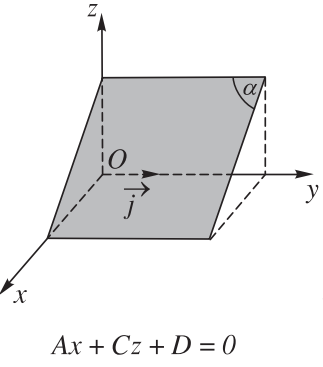 z
α
O
j
y
x
Ax + Cz + D = 0